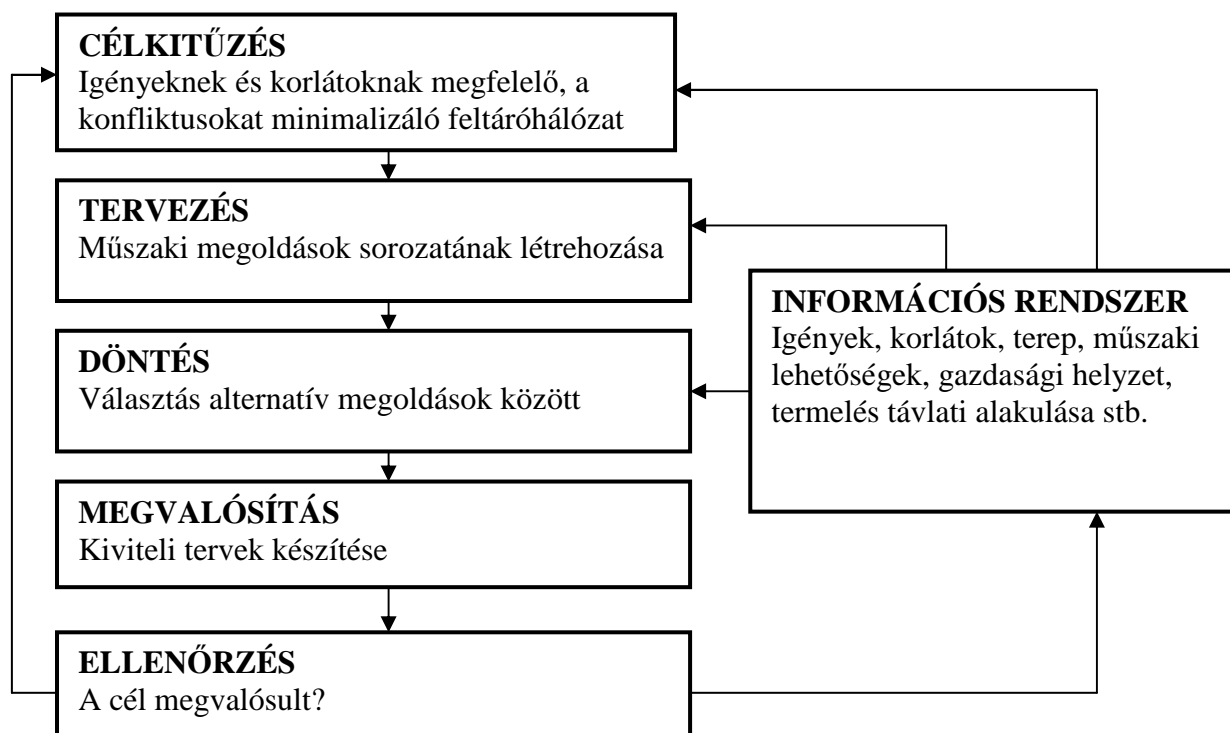 CÉLKITŰZÉS
Igényeknek és korlátoknak megfelelő, a
konfliktusokat minimalizáló feltáróhálózat
TERVEZÉS
Műszaki megoldások sorozatának létrehozása
DÖNTÉS
Választás alternatív megoldások között
MEGVALÓSÍTÁS
Kiviteli tervek készítése
ELLENŐRZÉS
A cél megvalósult?
INFORMÁCIÓS RENDSZER
Igények, korlátok, terep, műszaki
lehetőségek, gazdasági helyzet,
termelés távlati alakulása stb.